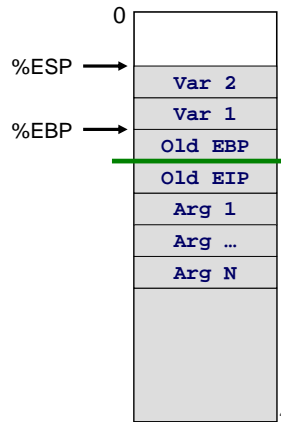 0
%ESP
Var 2
Var 1
%EBP
Old EBP
Old EIP
Arg 1
Arg …
Arg N